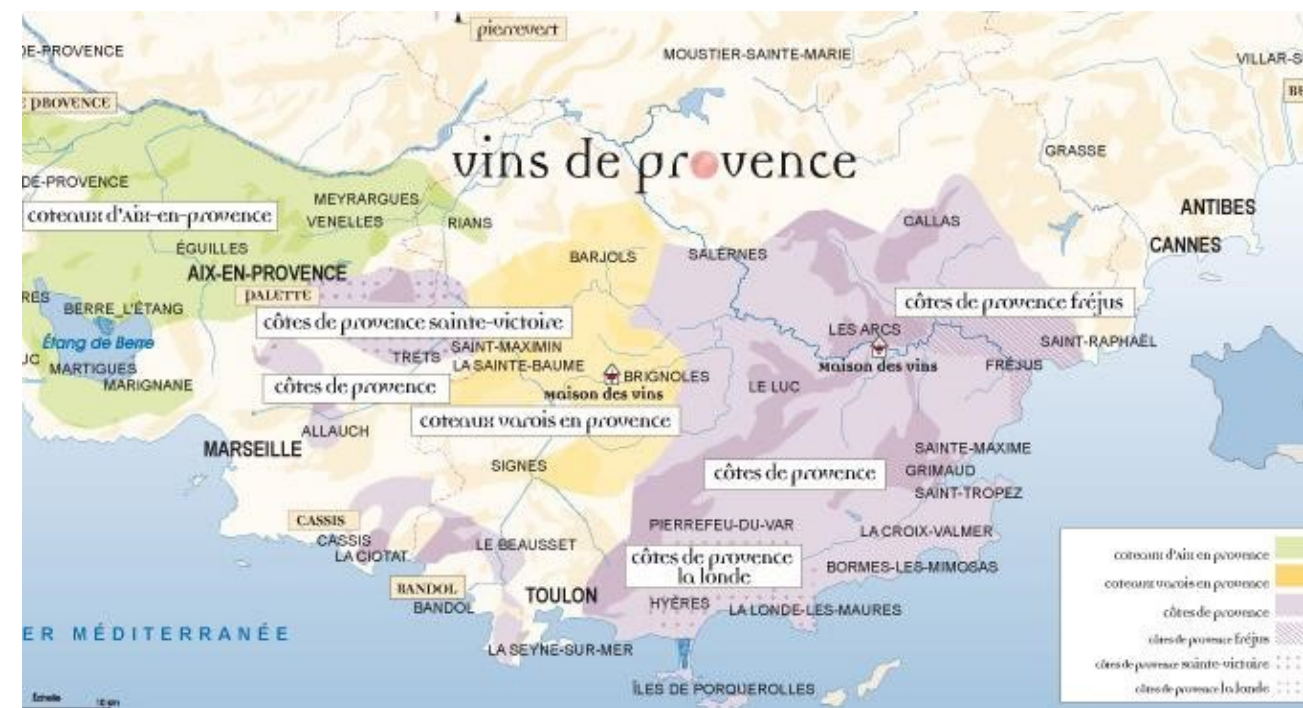 pierrevert
DE-PROVENCE
MOUSTIER-SAINTE-MARIE
VILLAR-S
E PROVENCE
BE
vins de provence
GRASSE
DE-PROVENCE
MEYRARGUES
coteaux d'aix-en-provence
VENELLES
RIANS
CALLAS
ANTIBES
ÉGUILLES
BARJOLS
SALERNES
CANNES
AIX-EN-PROVENCE
PALETTE
RES
BERRE_L'ÉTANG
côtes de provence sainte-victoire
côtes de provence fréjus
Étang de Berre
LES ARCS
SAINT-RAPHAËL
UC
MARTIGUES
TRETS
SAINT-MAXIMIN
LA SAINTE-BAUME
maison des vins
FRÉJUS
MARIGNANE
côtes de provence
BRIGNOLES
maison des vins
LE LUC
coteaux varois en provence
ALLAUCH
MARSEILLE
SIGNES
côtes de provence
SAINTE-MAXIME
GRIMAUD
SAINT-TROPEZ
CASSIS
CASSIS
LA CIOTAT
LE BEAUSSET
PIERREFEU-DU-VAR
LA CROIX-VALMER
côtes de provence
la londe
BORMES-LES-MIMOSAS
BANDOL
BANDOL
TOULON
HYÈRES
LA LONDE-LES-MAURES
ER MÉDITERRANÉE
LA SEYNE-SUR-MER
ÎLES DE PORQUEROLLES
Échelle
10 km
coteaux d'aix en provence
coteaux varois en provence
côtes de provence
côtes de provence fréjus
côtes de provence sainte-victoire
côtes de provence la londe